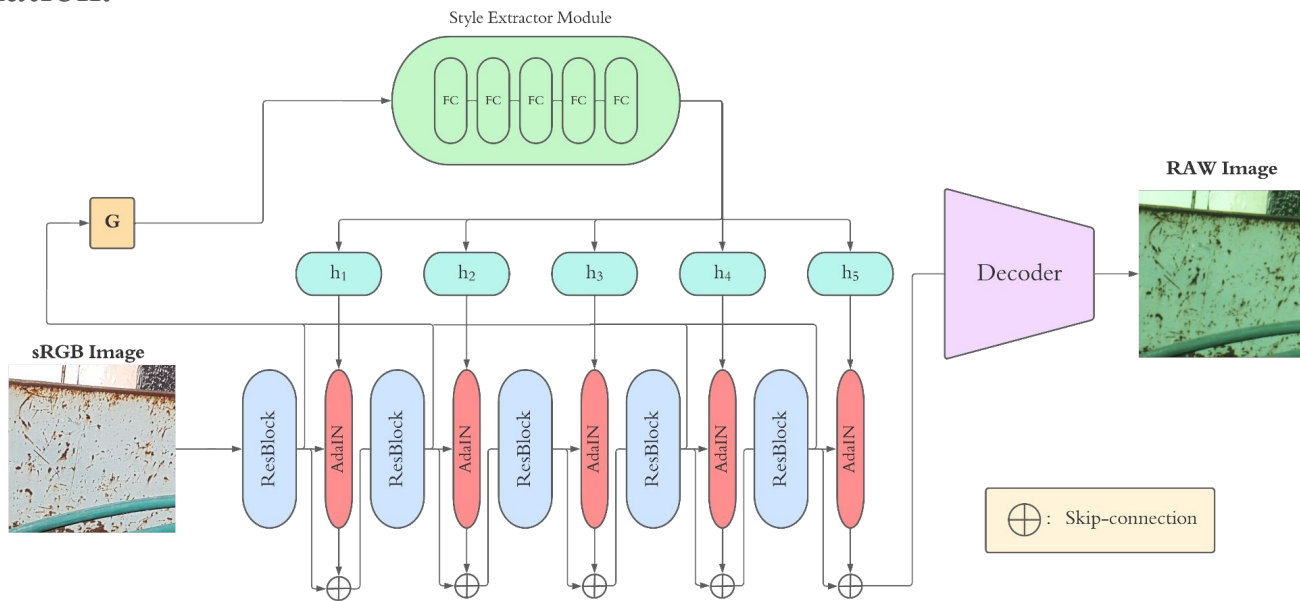 Style Extractor Module
FC FC FC FC FC
RAW Image
G
h1 h2 h3 h4 h5
Decoder
sRGB Image
ResBlock AdaIN ResBlock AdaIN ResBlock AdaIN ResBlock AdaIN ResBlock AdaIN
: Skip-connection